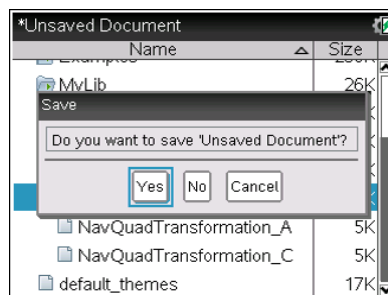 *Unsaved Document
Name Size
Examples
MyLib 26K
Save
Do you want to save 'Unsaved Document'?
Yes No Cancel
NavQuadTransformation_A 5K
NavQuadTransformation_C 5K
default_themes 17K